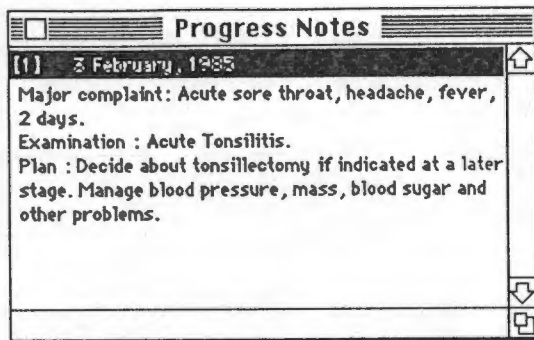 Progress Notes
[1] 3 February, 1985
Major complaint: Acute sore throat, headache, fever,
2 days.
Examination : Acute Tonsilitis.
Plan : Decide about tonsillectomy if indicated at a later
stage. Manage blood pressure, mass, blood sugar and
other problems.